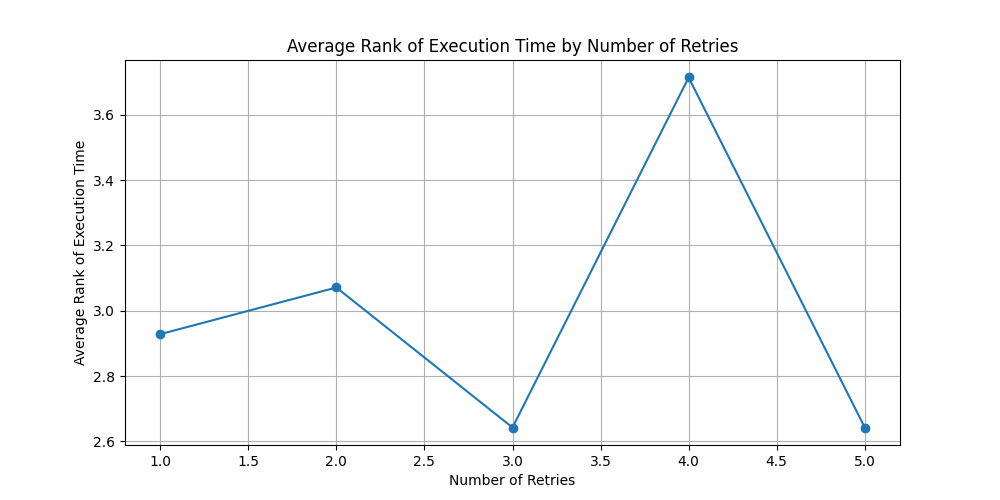 Average Rank of Execution Time by Number of Retries
Average Rank of Execution Time
3.6
3.4
3.2
3.0
2.8
2.6
1.0 1.5 2.0 2.5 3.0 3.5 4.0 4.5 5.0
Number of Retries